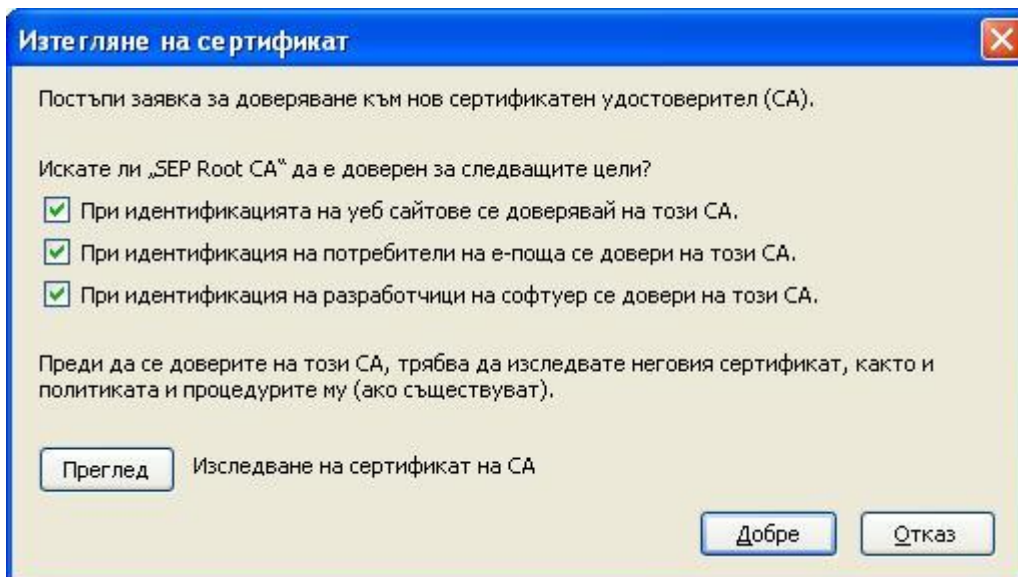 Изтегляне на сертификат
Постъпи заявка за доверяване към нов сертификатен удостоверител (CA).
Искате ли „SEP Root CA“ да е доверен за следващите цели?
При идентификацията на уеб сайтове се доверявай на този CA.
При идентификация на потребители на е-поща се довери на този CA.
При идентификация на разработчици на софтуер се довери на този CA.
Преди да се доверите на този CA, трябва да изследвате неговия сертификат, както и
политиката и процедурите му (ако съществуват).
Преглед Изследване на сертификат на CA
Добре Отказ